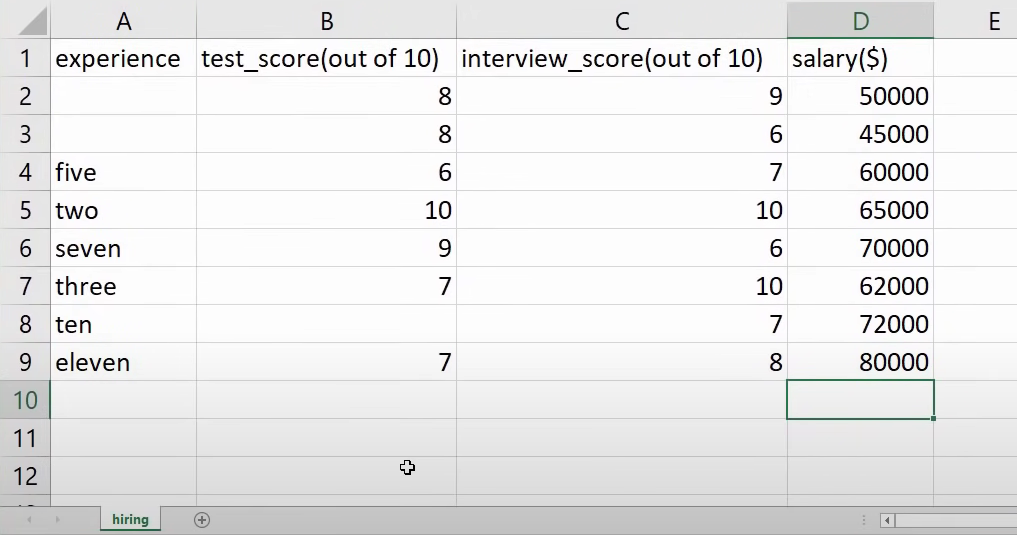 A B C D E
1 experience test_score(out of 10) interview_score(out of 10) salary($)
2 8 9 50000
3 8 6 45000
4 five 6 7 60000
5 two 10 10 65000
6 seven 9 6 70000
7 three 7 10 62000
8 ten 7 72000
9 eleven 7 8 80000
10
11
12
hiring